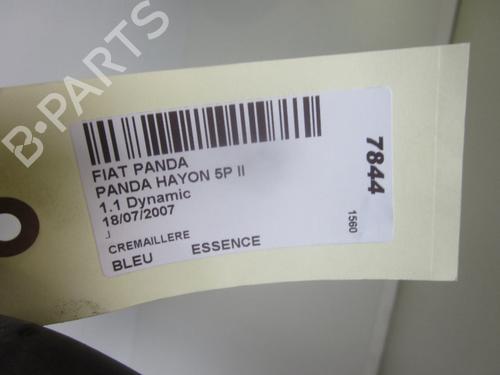 B-PARTS
FIAT PANDA
PANDA HAYON 5P II
1.1 Dynamic
18/07/2007
J
CREMAILLERE
BLEU ESSENCE
7844
1560